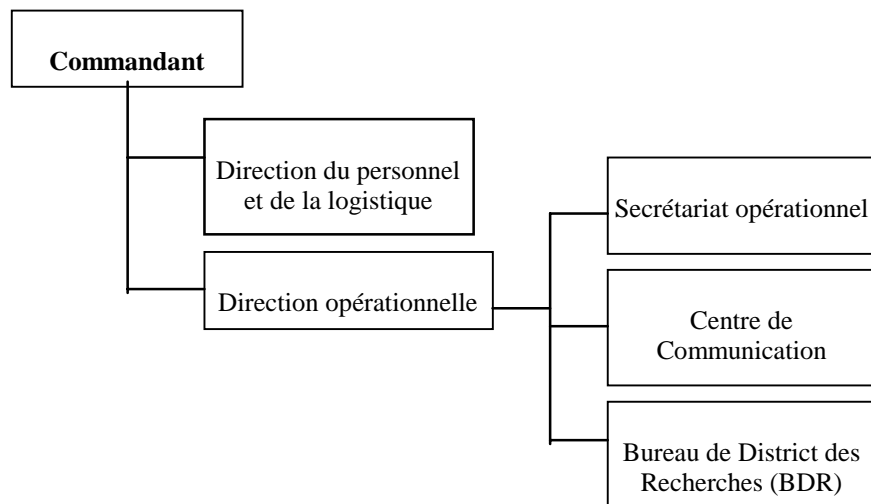 Commandant
Direction du personnel
et de la logistique
Direction opérationnelle
Secrétariat opérationnel
Centre de
Communication
Bureau de District des
Recherches (BDR)